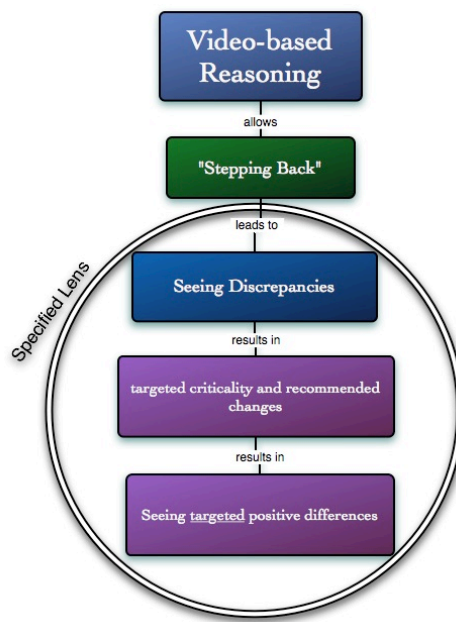 Video-based
Reasoning
allows
"Stepping Back"
leads to
Specified Lens
Seeing Discrepancies
results in
targeted criticality and recommended
changes
results in
Seeing targeted positive differences